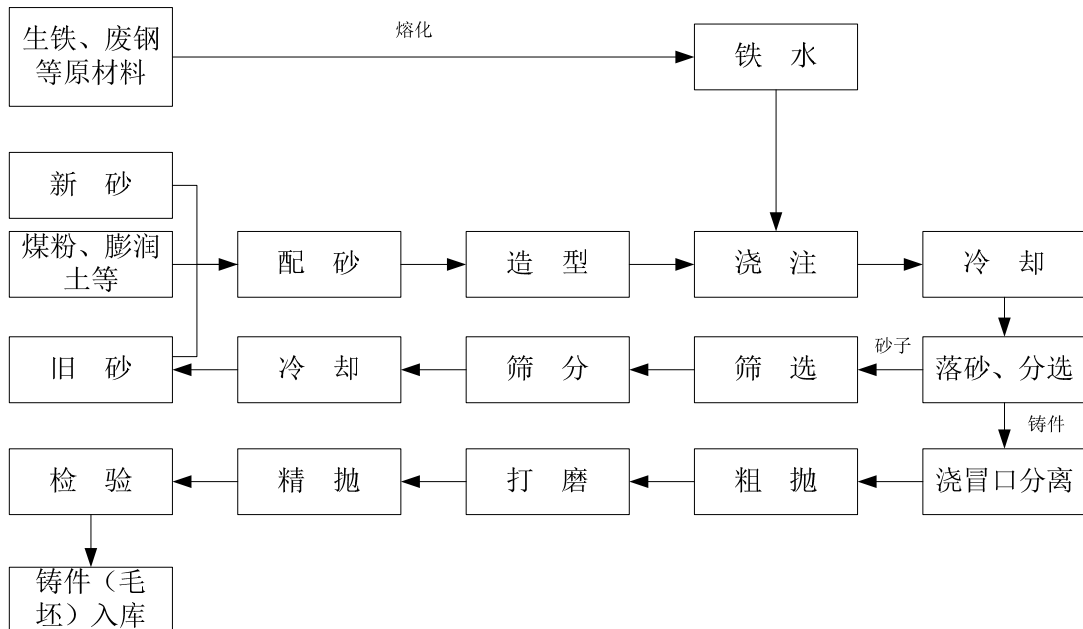 生铁、废钢
等原材料
熔化
铁 水
新 砂
煤粉、膨润
土等
配 砂
造 型
浇 注
冷 却
旧 砂
冷 却
筛 分
筛 选
砂子
落砂、分选
铸件
检 验
精 抛
打 磨
粗 抛
浇冒口分离
铸件（毛
坯）入库